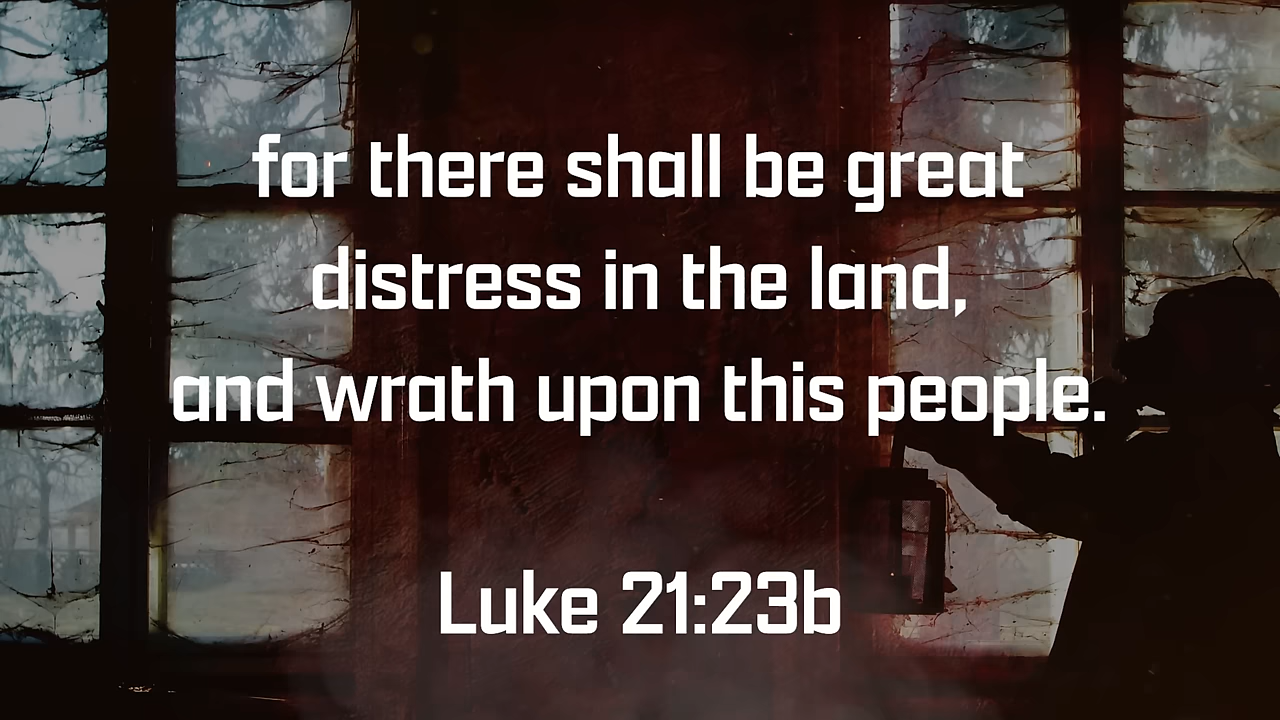 for there shall be great
distress in the land,
and wrath upon this people.
Luke 21:23b